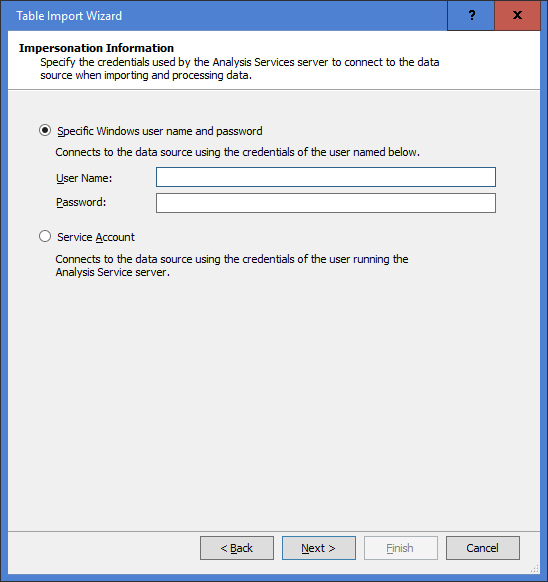 Table Import Wizard
?
X
Impersonation Information
Specify the credentials used by the Analysis Services server to connect to the data
source when importing and processing data.
Specific Windows user name and password
Connects to the data source using the credentials of the user named below.
User Name:
Password:
Service Account
Connects to the data source using the credentials of the user running the
Analysis Service server.
< Back
Next >
Finish
Cancel